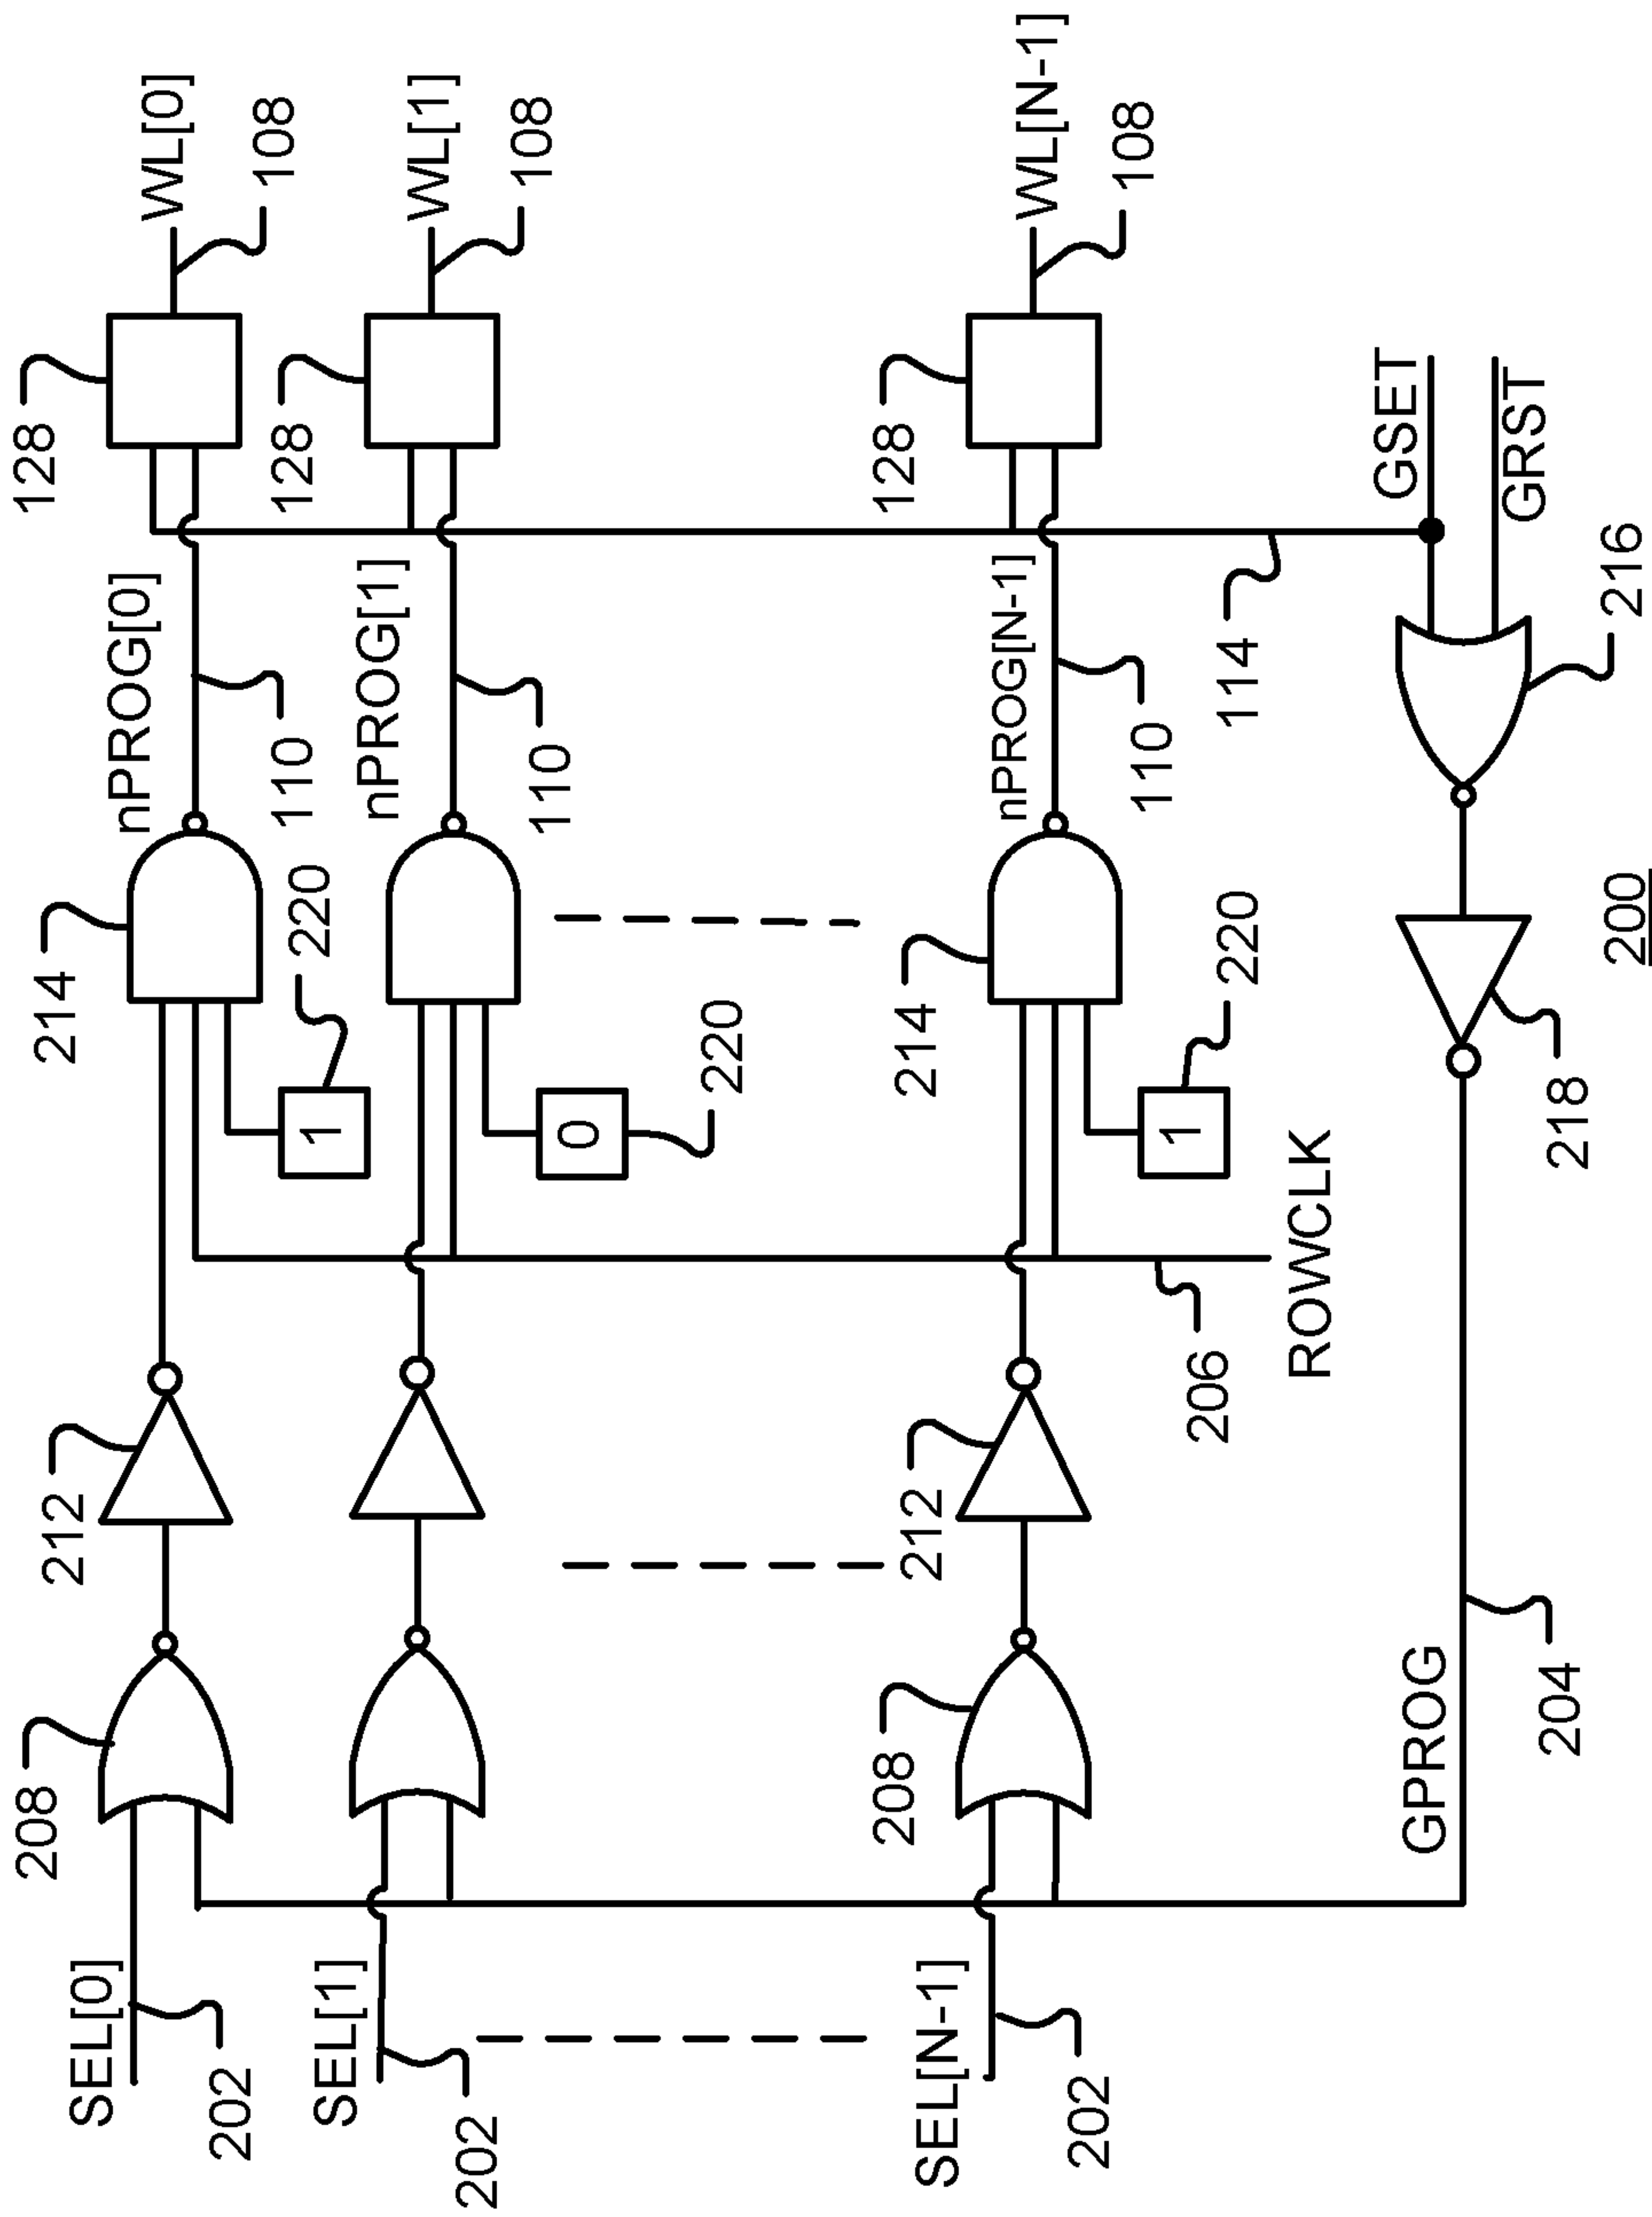 WL[0]
108
WL[1]
108
WL[N-1]
108
128
128
128
GSET
GRST
nPROG[0]
110
nPROG[1]
110
nPROG[N-1]
110
114
216
214
220
1
0
220
214
220
1
218
200
ROWCLK
206
212
212
208
208
GPROG
204
SEL[0]
202
SEL[1]
202
SEL[N-1]
202